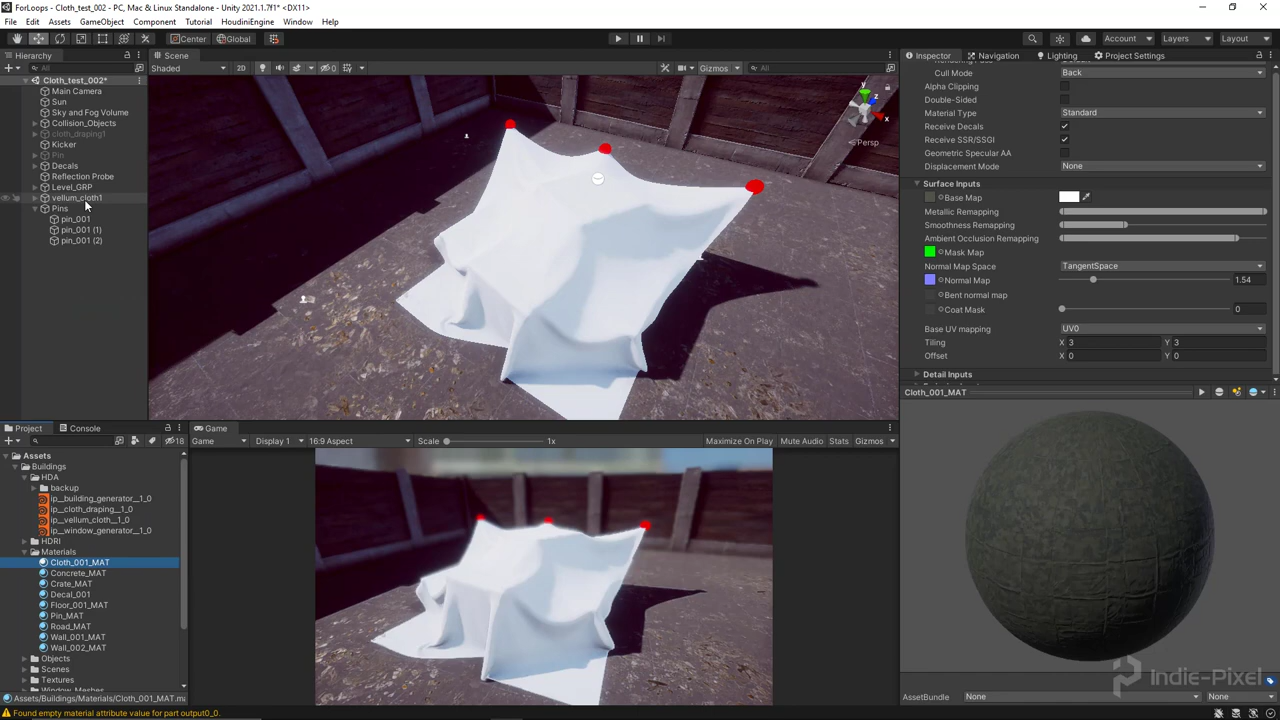 ForLoops - Cloth_test_002 - PC, Mac & Linux Standalone - Unity 2021.1.7f1* <DX11>
File Edit Assets GameObject Component Tutorial HoudiniEngine Window Help
Center Global Account Layers Layout
Hierarchy
All
Cloth_test_002*
Main Camera
Sun
Sky and Fog Volume
Collision_Objects
cloth_draping1
Kicker
Pin
Decals
Reflection Probe
Level_GRP
vellum_cloth1
Pins
pin_001
pin_001 (1)
pin_001 (2)
Scene
Shaded 2D 0 Gizmos All
y
z
x
Persp
Inspector Navigation Lighting Project Settings
Cull Mode Back
Alpha Clipping
Double-Sided
Material Type Standard
Receive Decals
Receive SSR/SSGI
Geometric Specular AA
Displacement Mode None
Surface Inputs
Base Map
Metallic Remapping
Smoothness Remapping
Ambient Occlusion Remapping
Mask Map
Normal Map Space TangentSpace
Normal Map 1.54
Bent normal map
Coat Mask 0
Base UV mapping UV0
Tiling X 3 Y 3
Offset X 0 Y 0
Detail Inputs
Cloth_001_MAT
Indie-Pixel
AssetBundle None None
Project Console
18
Assets
Buildings
HDA
backup
ip__building_generator__1_0
ip__cloth_draping__1_0
ip__vellum_cloth__1_0
ip__window_generator__1_0
HDRI
Materials
Cloth_001_MAT
Concrete_MAT
Crate_MAT
Decal_001
Floor_001_MAT
Pin_MAT
Road_MAT
Wall_001_MAT
Wall_002_MAT
Objects
Scenes
Textures
Window_Meshes
Assets/Buildings/Materials/Cloth_001_MAT.ma
Game
Game Display 1 16:9 Aspect Scale 1x Maximize On Play Mute Audio Stats Gizmos
Found empty material attribute value for part output0_0.